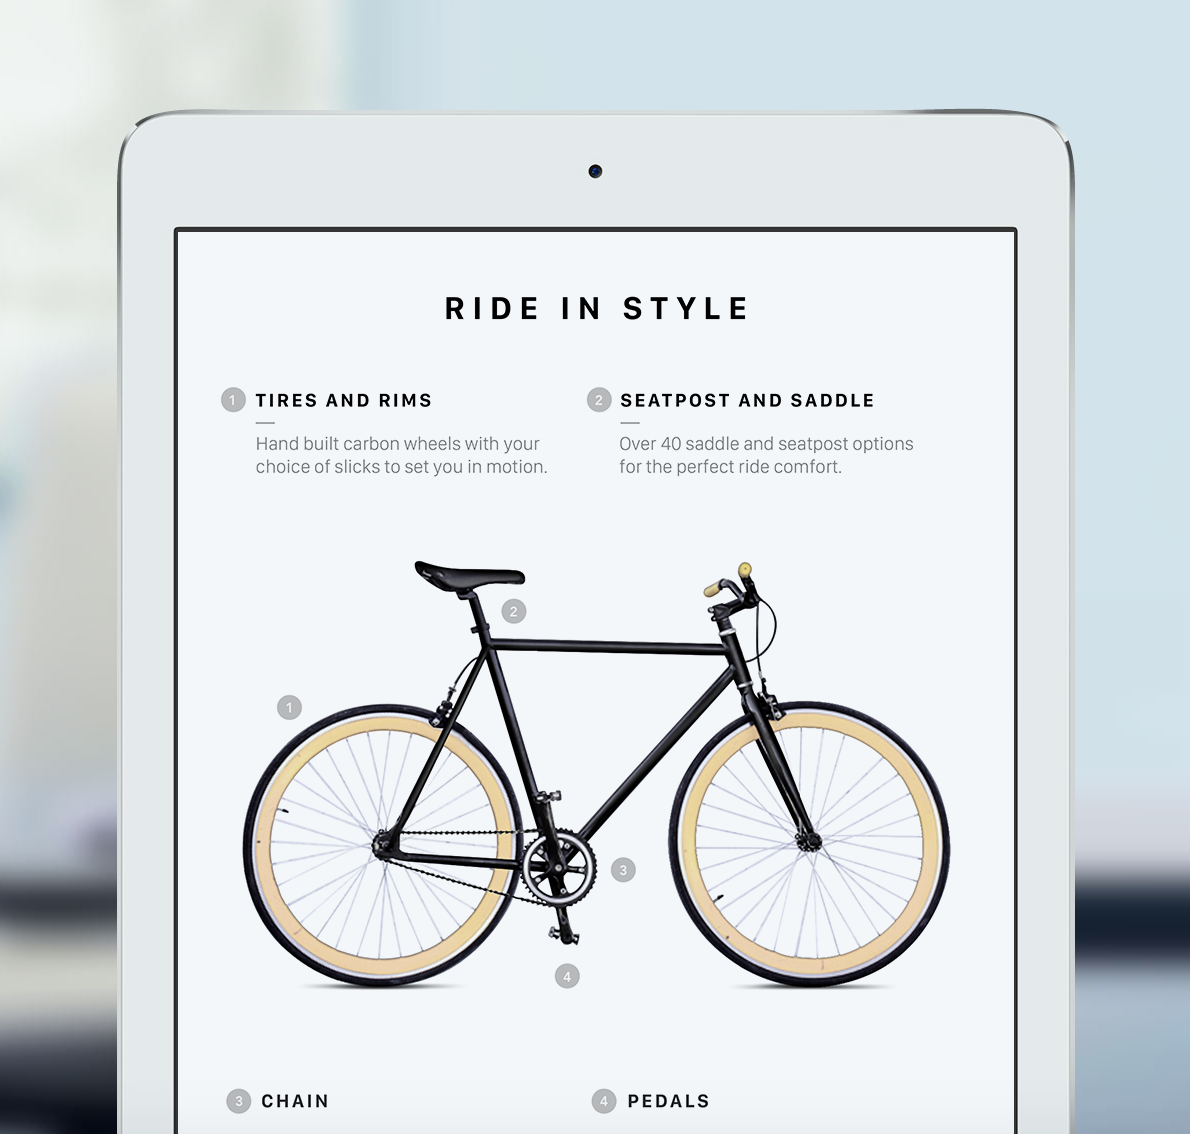 RIDE IN STYLE
1 TIRES AND RIMS
Hand built carbon wheels with your
choice of slicks to set you in motion.
2 SEATPOST AND SADDLE
Over 40 saddle and seatpost options
for the perfect ride comfort.
2
1
3
4
3 CHAIN
4 PEDALS